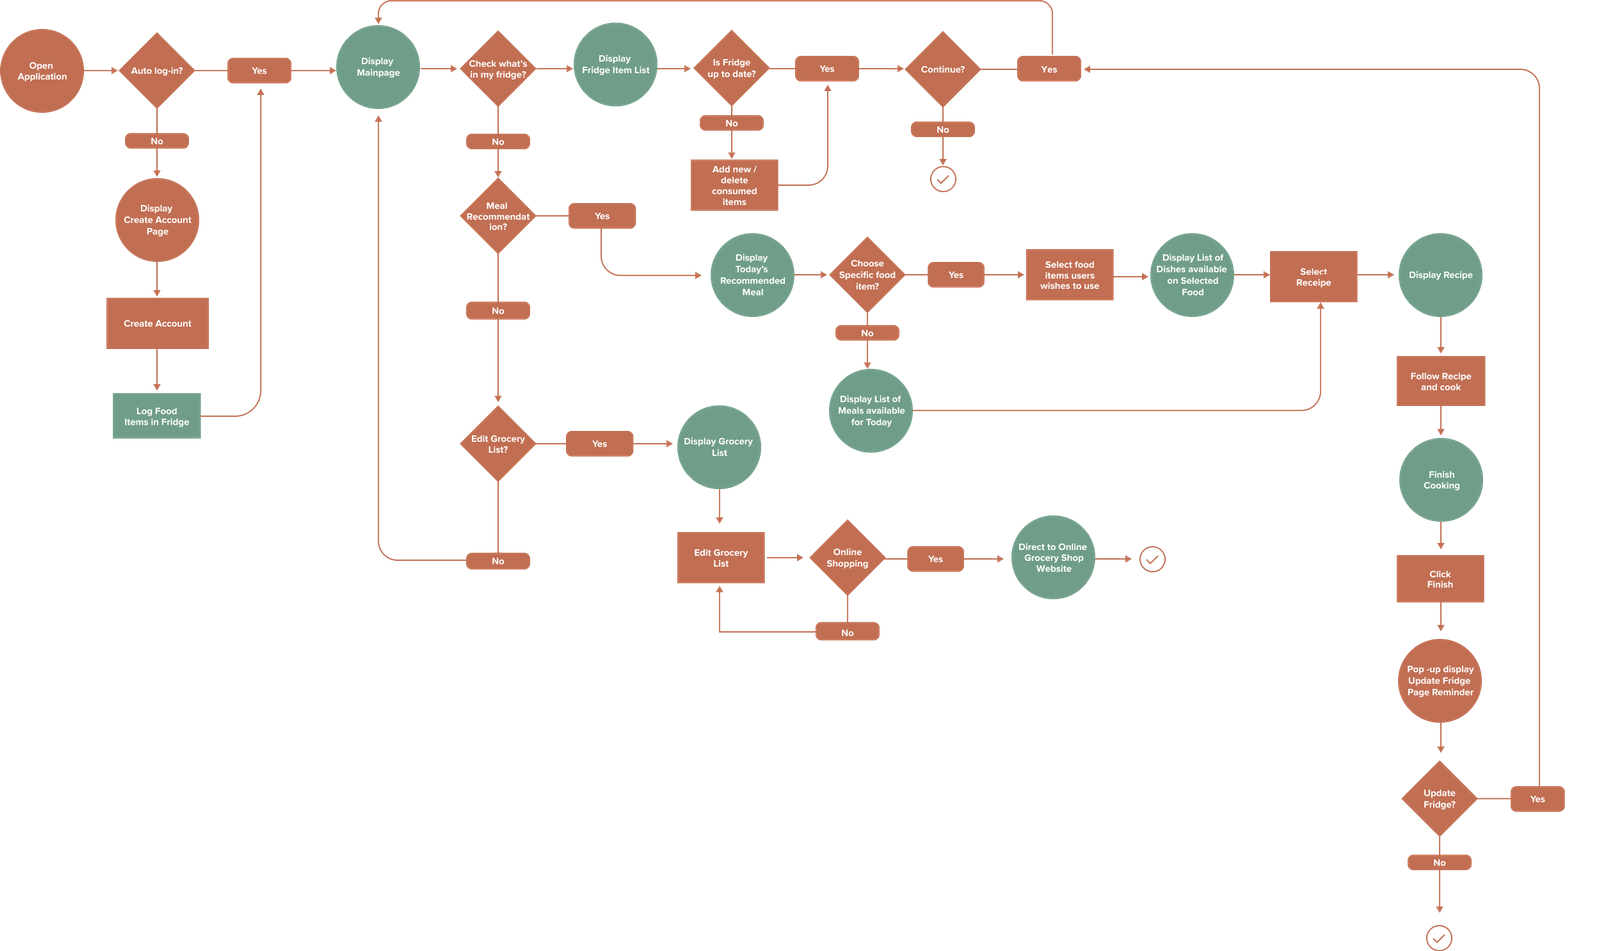 Open
Application
Auto log-in?
Yes
No
Display
Create Account
Page
Create Account
Log Food
Items in Fridge
Display
Mainpage
Check what's
in my fridge?
No
Display
Fridge Item List
Is Fridge
up to date?
Yes
No
Add new /
delete
consumed
items
Continue?
Yes
No
Meal
Recommendat
ion?
Yes
No
Display
Today's
Recommended
Meal
Choose
Specific food
item?
Yes
No
Select food
items users
wishes to use
Display List of
Dishes available
on Selected
Food
Select
Receipe
Display Recipe
Display List of
Meals available
for Today
Follow Recipe
and cook
Finish
Cooking
Click
Finish
Pop -up display
Update Fridge
Page Reminder
Update
Fridge?
Yes
No
Edit Grocery
List?
Yes
No
Display Grocery
List
Edit Grocery
List
Online
Shopping
Yes
No
Direct to Online
Grocery Shop
Website